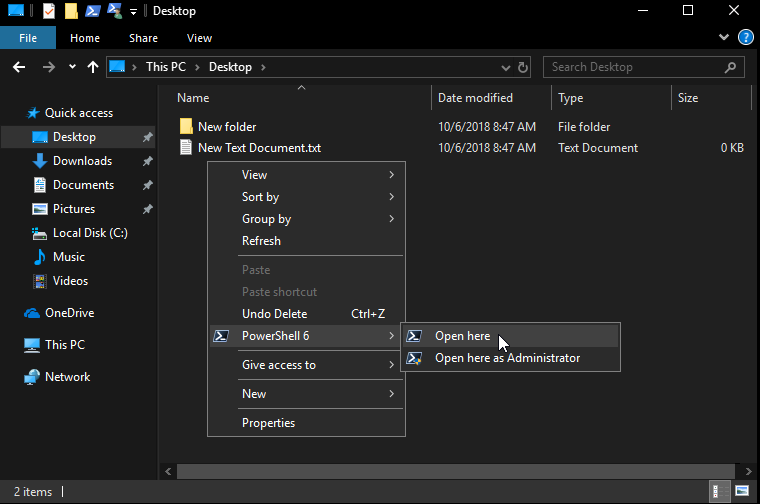 Desktop
File Home Share View
This PC Desktop Search Desktop
Name Date modified Type Size
Quick access
Desktop
Downloads
Documents
Pictures
Local Disk (C:)
Music
Videos
OneDrive
This PC
Network
New folder 10/6/2018 8:47 AM File folder
New Text Document.txt 10/6/2018 8:47 AM Text Document 0 KB
View
Sort by
Group by
Refresh
Paste
Paste shortcut
Undo Delete Ctrl+Z
PowerShell 6
Give access to
New
Properties
Open here
Open here as Administrator
2 items